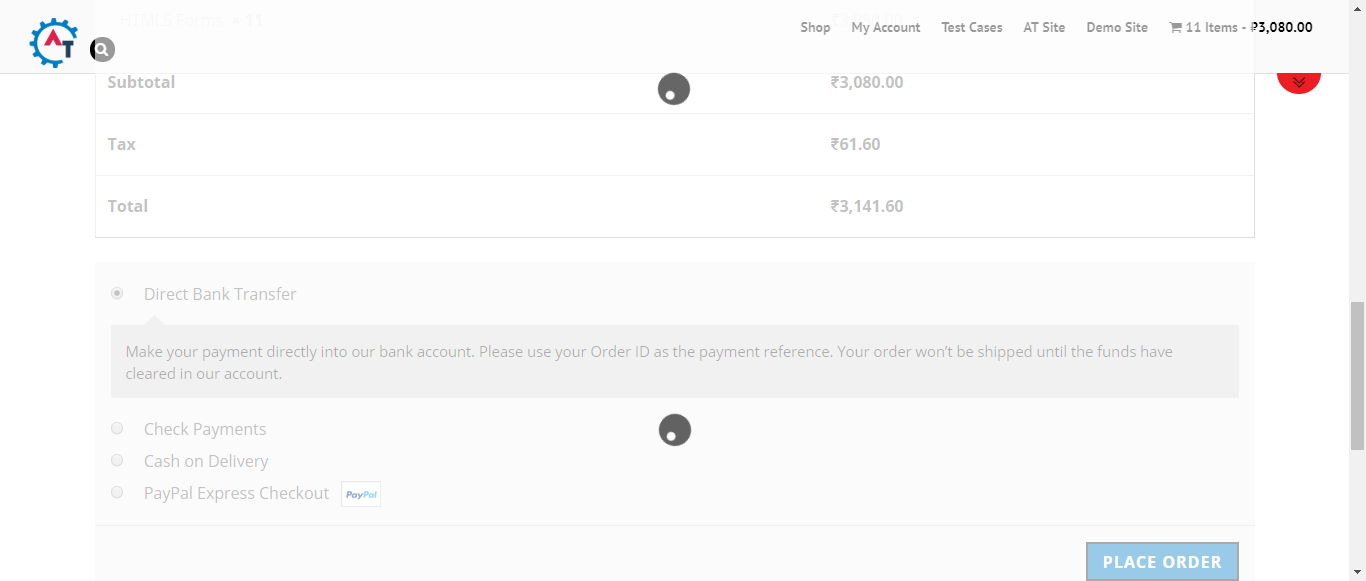 HTML5 Forms × 11
Shop My Account Test Cases AT Site Demo Site 11 Items - ₹3,080.00
AT
Subtotal ₹3,080.00
Tax ₹61.60
Total ₹3,141.60
Direct Bank Transfer
Make your payment directly into our bank account. Please use your Order ID as the payment reference. Your order won’t be shipped until the funds have
cleared in our account.
Check Payments
Cash on Delivery
PayPal Express Checkout PayPal
PLACE ORDER